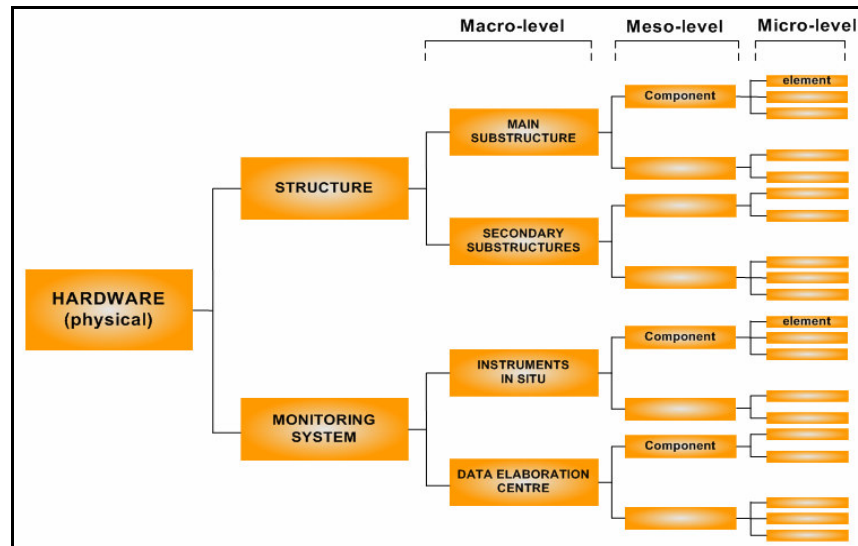 Macro-level
Meso-level
Micro-level
HARDWARE
(physical)
STRUCTURE
MONITORING
SYSTEM
MAIN
SUBSTRUCTURE
SECONDARY
SUBSTRUCTURES
INSTRUMENTS
IN SITU
DATA ELABORATION
CENTRE
Component
element
Component
element
Component